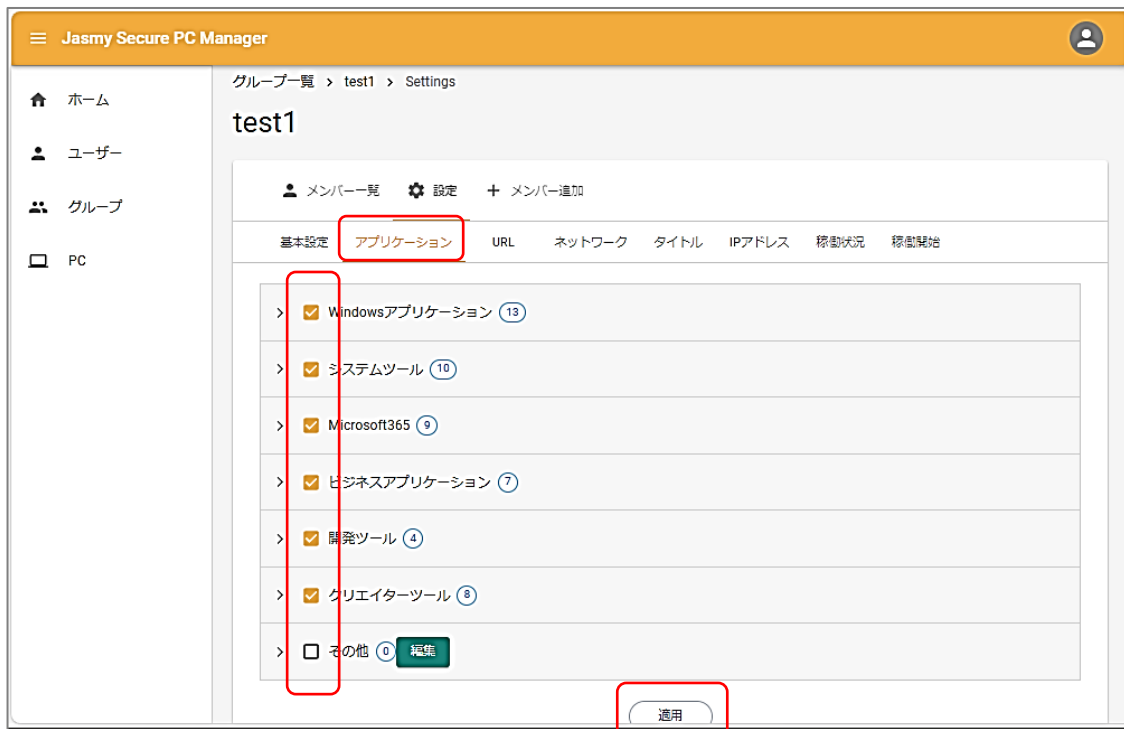 Jasmy Secure PC Manager
ホーム
ユーザー
グループ
PC
グループ一覧 > test1 > Settings
test1
メンバー一覧 設定 + メンバー追加
基本設定 アプリケーション URL ネットワーク タイトル IPアドレス 稼働状況 稼働開始
Windowsアプリケーション 13
システムツール 10
Microsoft365 9
ビジネスアプリケーション 7
開発ツール 4
クリエイターツール 8
その他 0 編集
適用